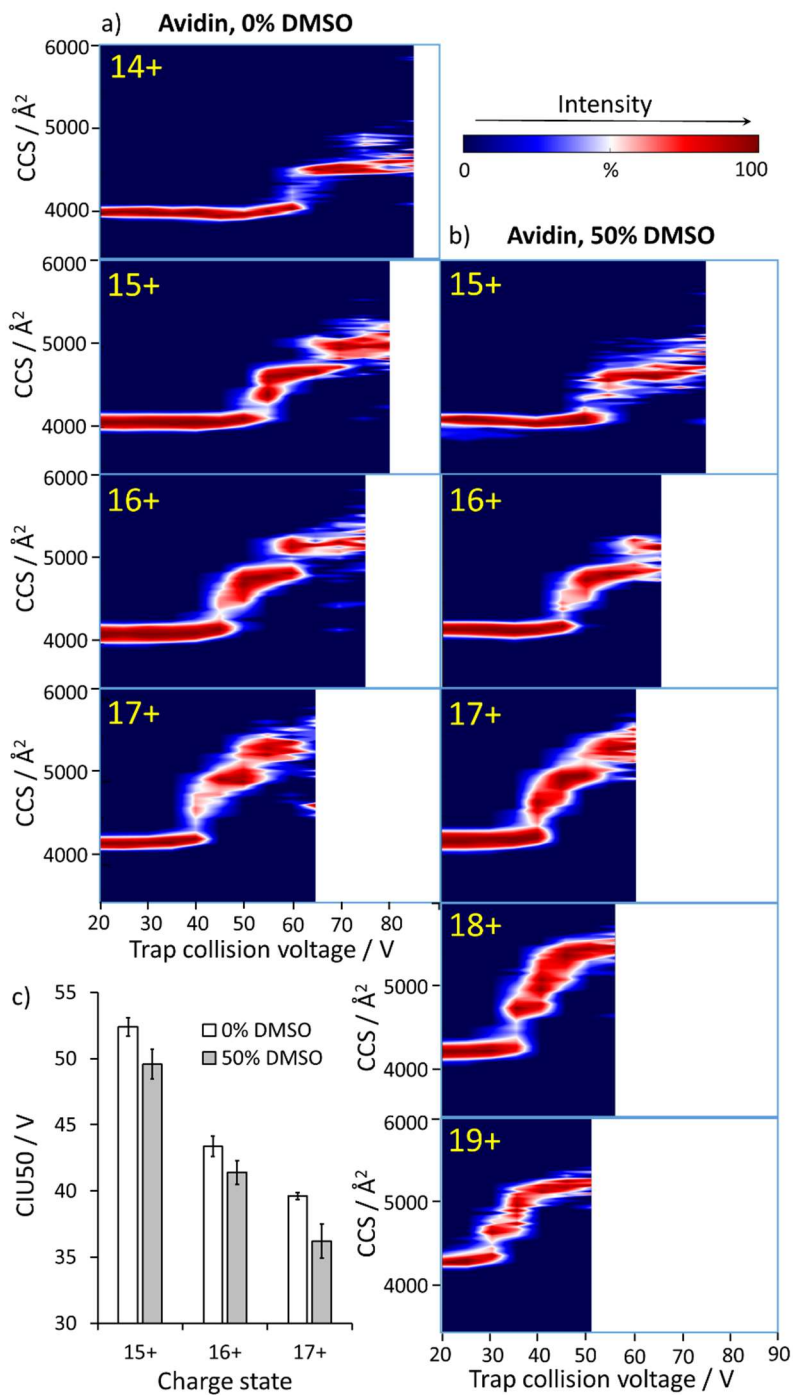 a) Avidin, 0% DMSO
6000
14+
CCS / Å2
5000
4000
Intensity
0 % 100
b) Avidin, 50% DMSO
6000
15+
CCS / Å2
5000
4000
15+
6000
16+
CCS / Å2
5000
4000
16+
6000
17+
CCS / Å2
5000
4000
17+
20 30 40 50 60 70 80
Trap collision voltage / V
18+
CCS / Å2
5000
4000
6000
19+
CCS / Å2
5000
4000
20 30 40 50 60 70 80 90
Trap collision voltage / V
c)
CIU50 / V
55
50
45
40
35
30
0% DMSO
50% DMSO
15+ 16+ 17+
Charge state